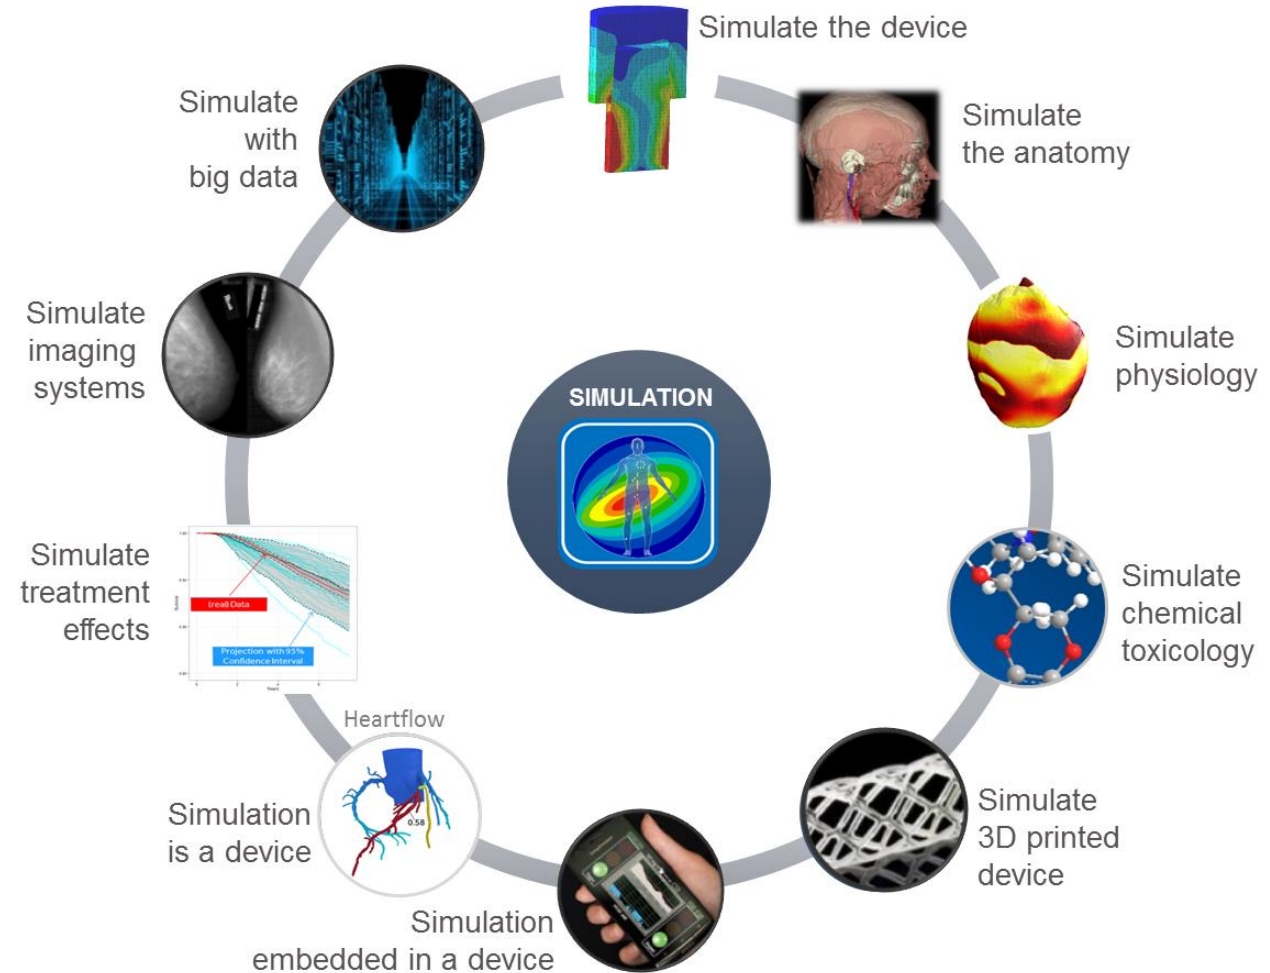 Simulate the device
Simulate
the anatomy
Simulate
physiology
Simulate
chemical
toxicology
Simulate
3D printed
device
Simulation
embedded in a device
Heartflow
0.58
Simulation
is a device
Simulate
treatment
effects
(real) Data
Projection with 95%
Confidence Interval
Years
Simulate
imaging
systems
Simulate
with
big data
SIMULATION